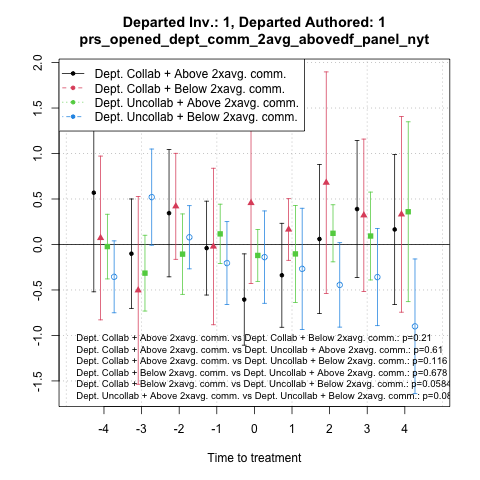 Departed Inv.: 1, Departed Authored: 1
prs_opened_dept_comm_2avg_abovedf_panel_nyt
Dept. Collab + Above 2xavg. comm.
Dept. Collab + Below 2xavg. comm.
Dept. Uncollab + Above 2xavg. comm.
Dept. Uncollab + Below 2xavg. comm.
2.0
1.5
1.0
0.5
0.0
-0.5
-1.0
-1.5
Dept. Collab + Above 2xavg. comm. vs Dept. Collab + Below 2xavg. comm.: p=0.21
Dept. Collab + Above 2xavg. comm. vs Dept. Uncollab + Above 2xavg. comm.: p=0.61
Dept. Collab + Above 2xavg. comm. vs Dept. Uncollab + Below 2xavg. comm.: p=0.116
Dept. Collab + Below 2xavg. comm. vs Dept. Uncollab + Above 2xavg. comm.: p=0.678
Dept. Collab + Below 2xavg. comm. vs Dept. Uncollab + Below 2xavg. comm.: p=0.0584
Dept. Uncollab + Above 2xavg. comm. vs Dept. Uncollab + Below 2xavg. comm.: p=0.08
-4 -3 -2 -1 0 1 2 3 4
Time to treatment